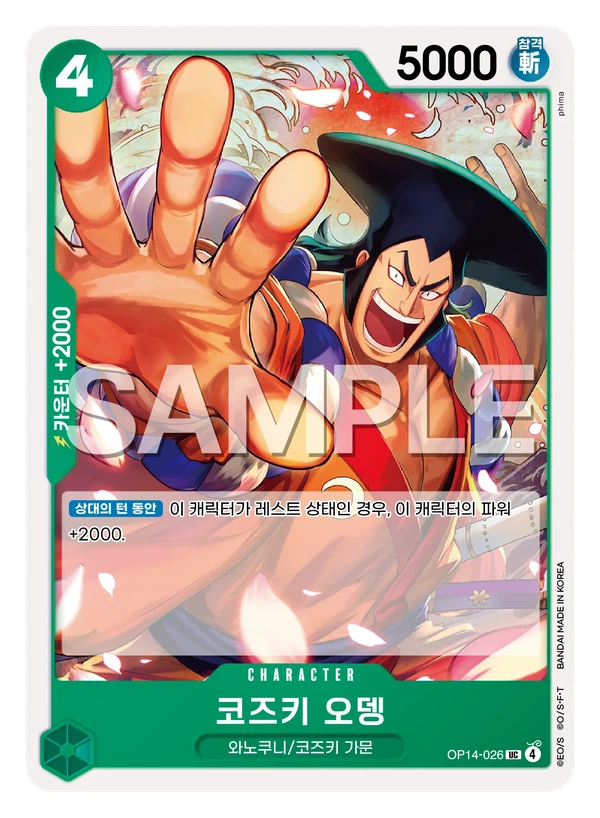 4
5000
참격
斬
phima
⚡카운터 +2000
SAMPLE
상대의 턴 동안 이 캐릭터가 레스트 상태인 경우, 이 캐릭터의 파워
+2000.
CHARACTER
코즈키 오뎅
와노쿠니/코즈키 가문
OP14-026 UC 4
©EO/S ©O/S·F·T BANDAI MADE IN KOREA